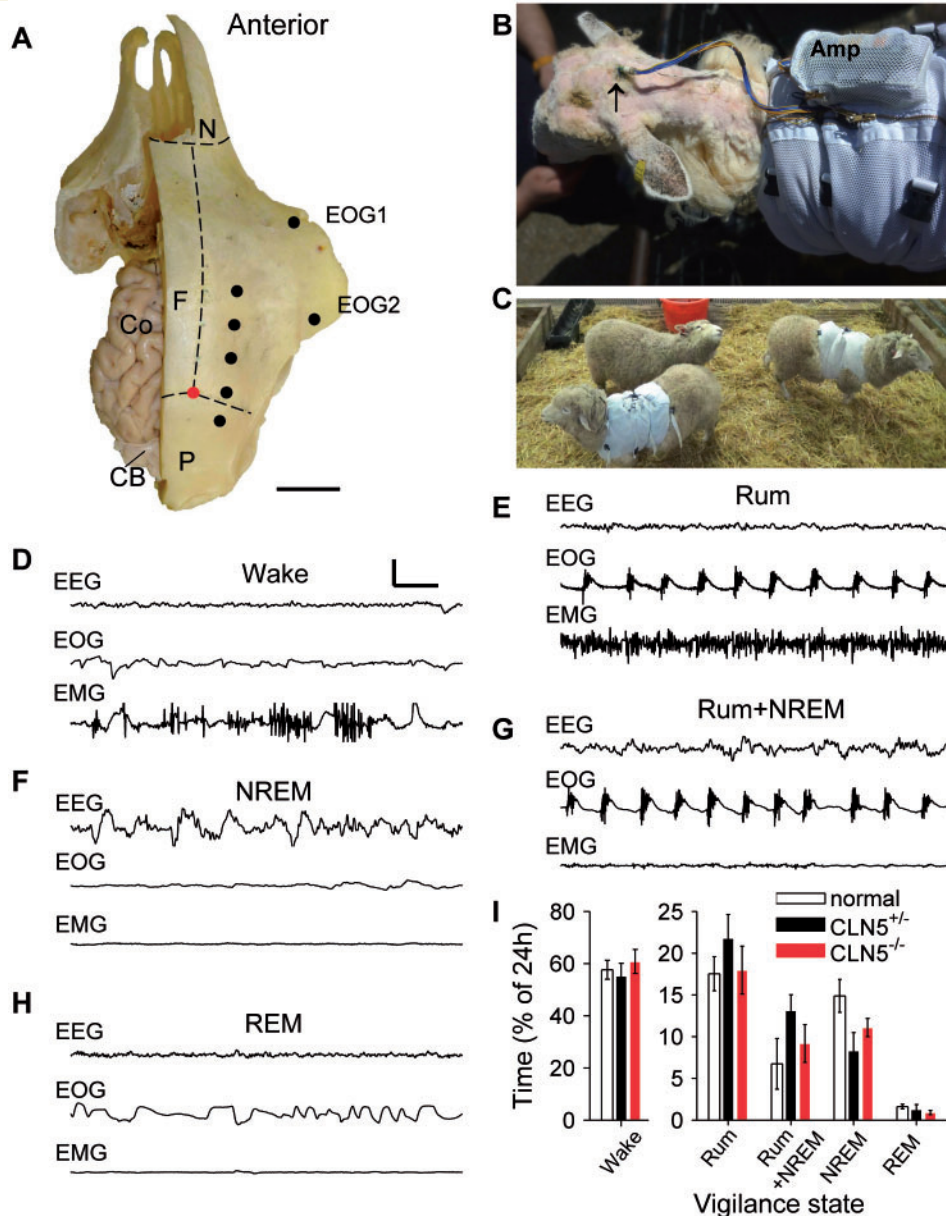 A
Anterior
N
EOG1
EOG2
F
Co
P
CB
B
Amp
C
D
Wake
EEG
EOG
EMG
E
Rum
EEG
EOG
EMG
F
NREM
EEG
EOG
EMG
G
Rum+NREM
EEG
EOG
EMG
H
REM
EEG
EOG
EMG
I
normal
CLN5+/-
CLN5-/-
Time (% of 24h)
80
60
40
20
0
25
20
15
10
5
0
Wake
Rum
Rum
+NREM
NREM
REM
Vigilance state